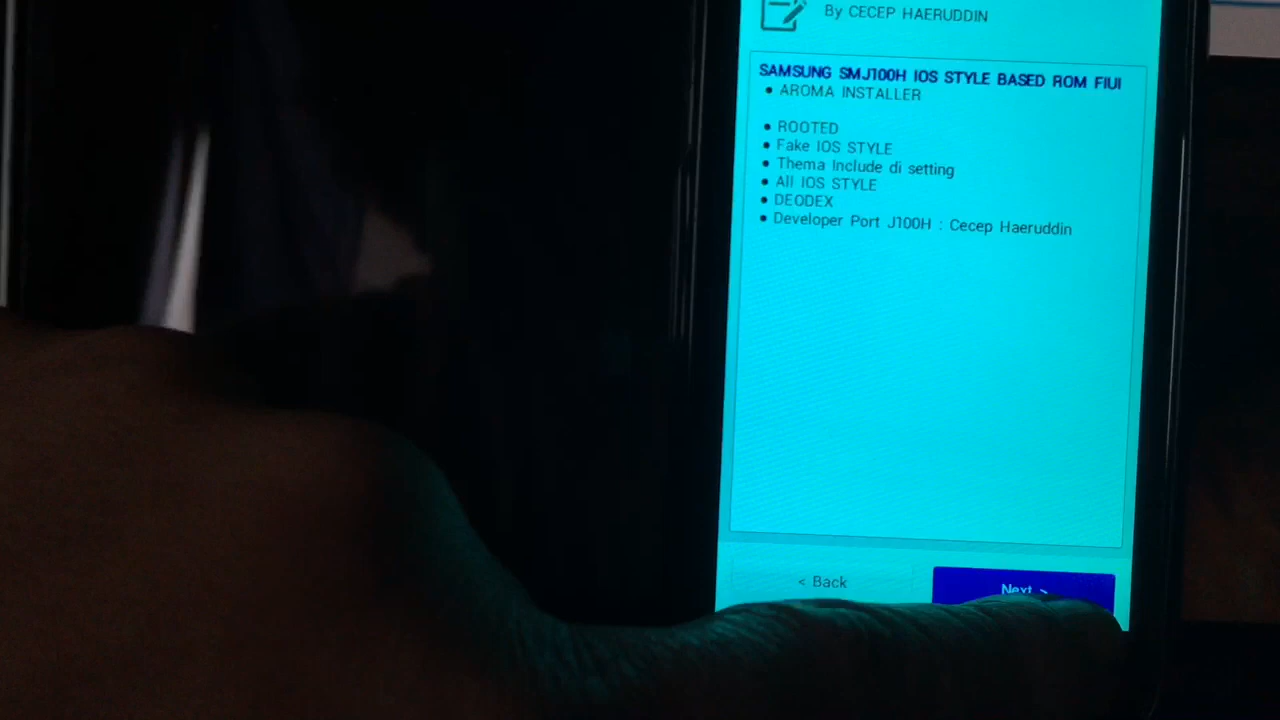 By CECEP HAERUDDIN
SAMSUNG SMJ100H IOS STYLE BASED ROM FIUI
• AROMA INSTALLER
• ROOTED
• Fake IOS STYLE
• Thema Include di setting
• All IOS STYLE
• DEODEX
• Developer Port J100H : Cecep Haeruddin
< Back
Next >